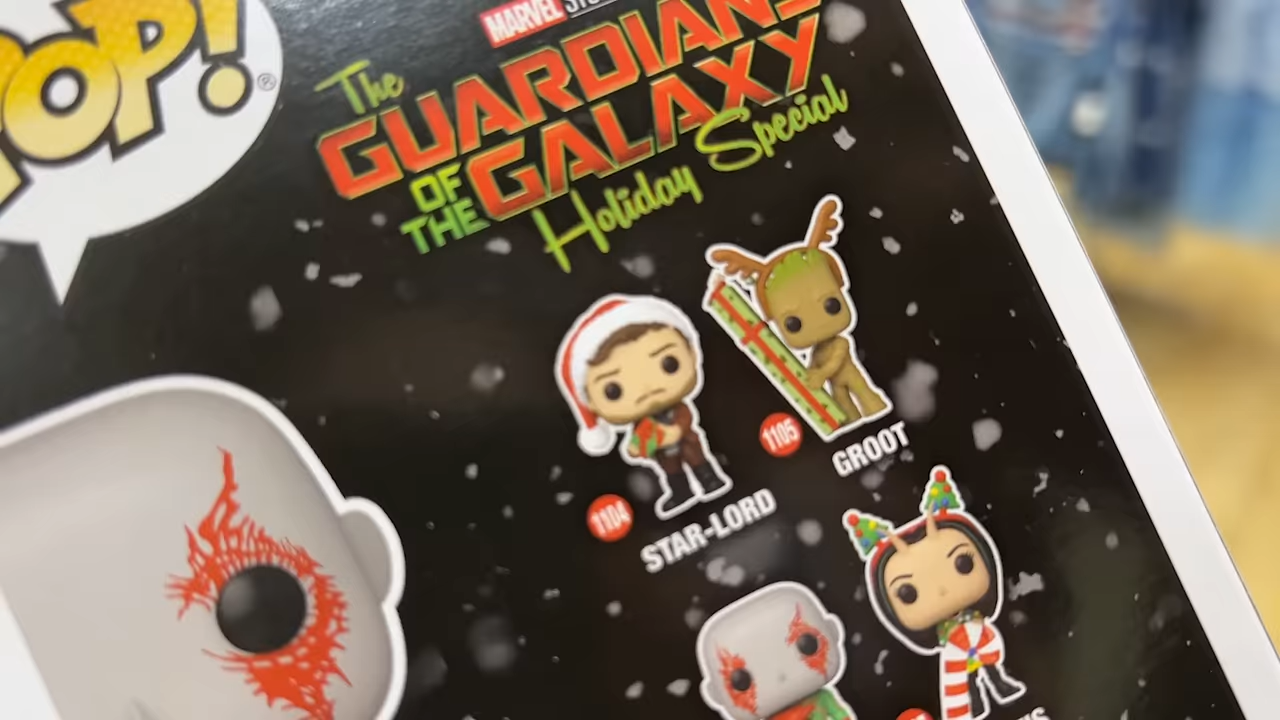 POP!
®
MARVEL
The
GUARDIANS
OF THE
GALAXY
Holiday Special
1104
STAR-LORD
1105
GROOT